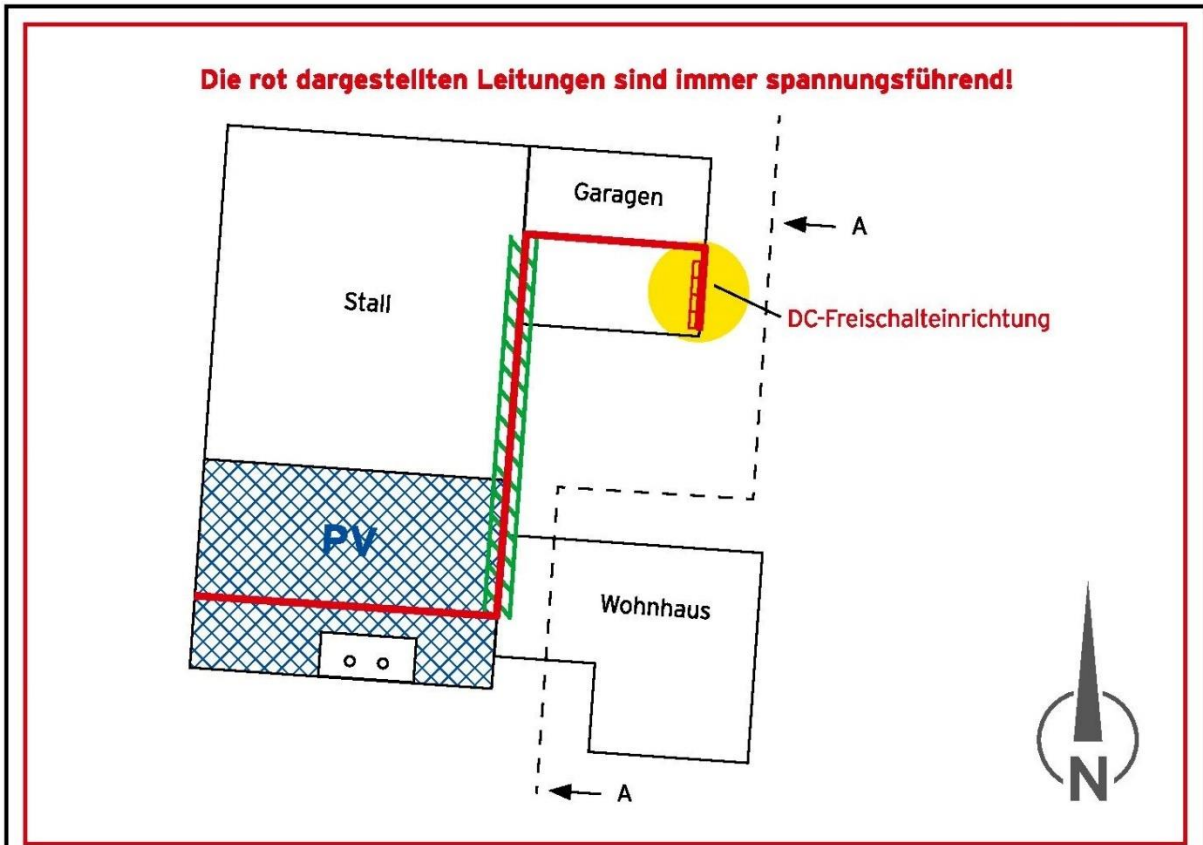 Die rot dargestellten Leitungen sind immer spannungsführend!
Garagen
A
Stall
DC-Freischalteinrichtung
PV
Wohnhaus
A
N